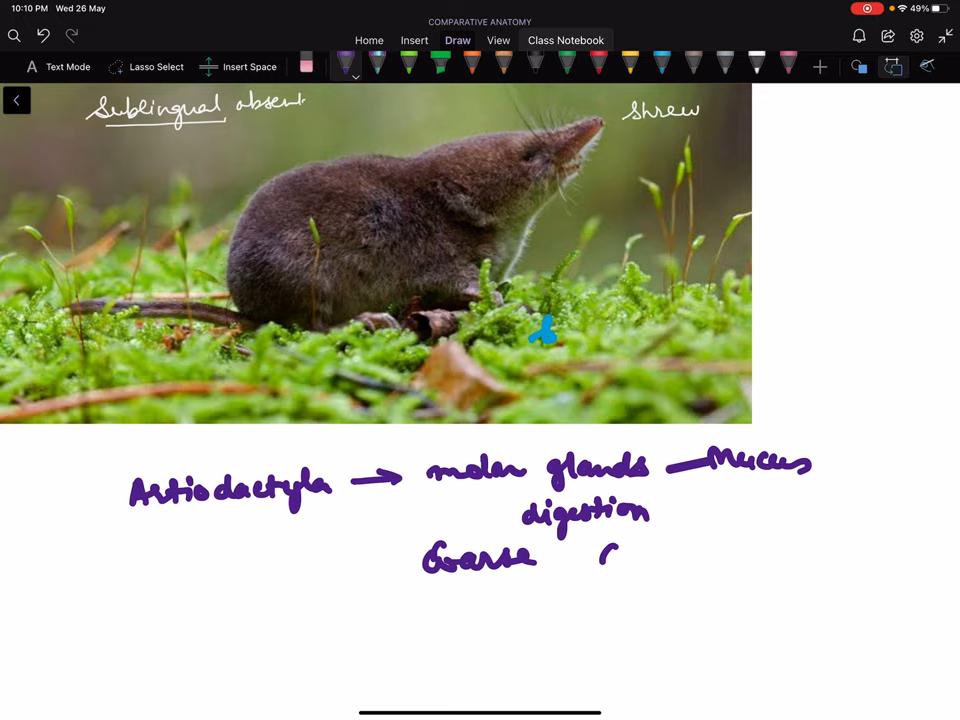 10:10 PM Wed 26 May
49%
COMPARATIVE ANATOMY
Home Insert Draw View Class Notebook
Text Mode Lasso Select Insert Space
Sublingual absent
Shrew
Artiodactyla → molar glands — Mucus
digestion
Coarse